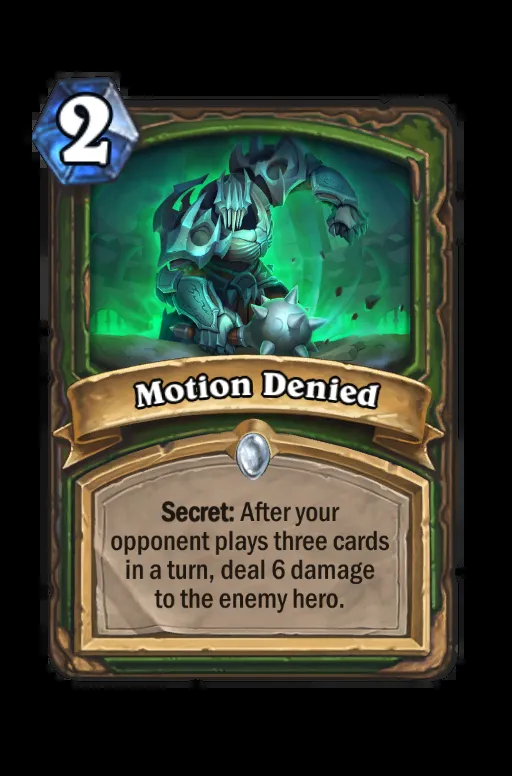 2
Motion Denied
Secret: After your
opponent plays three cards
in a turn, deal 6 damage
to the enemy hero.